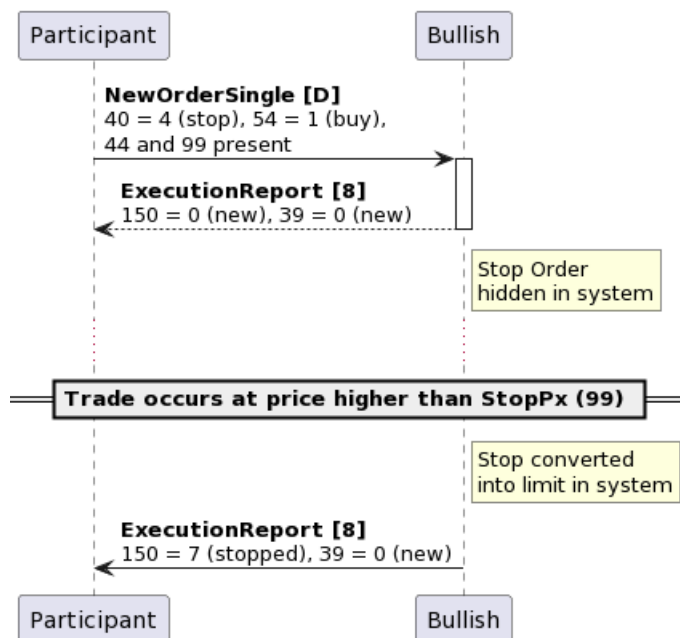 Participant
Bullish
NewOrderSingle [D]
40 = 4 (stop), 54 = 1 (buy),
44 and 99 present
ExecutionReport [8]
150 = 0 (new), 39 = 0 (new)
Stop Order
hidden in system
Trade occurs at price higher than StopPx (99)
Stop converted
into limit in system
ExecutionReport [8]
150 = 7 (stopped), 39 = 0 (new)
Participant
Bullish